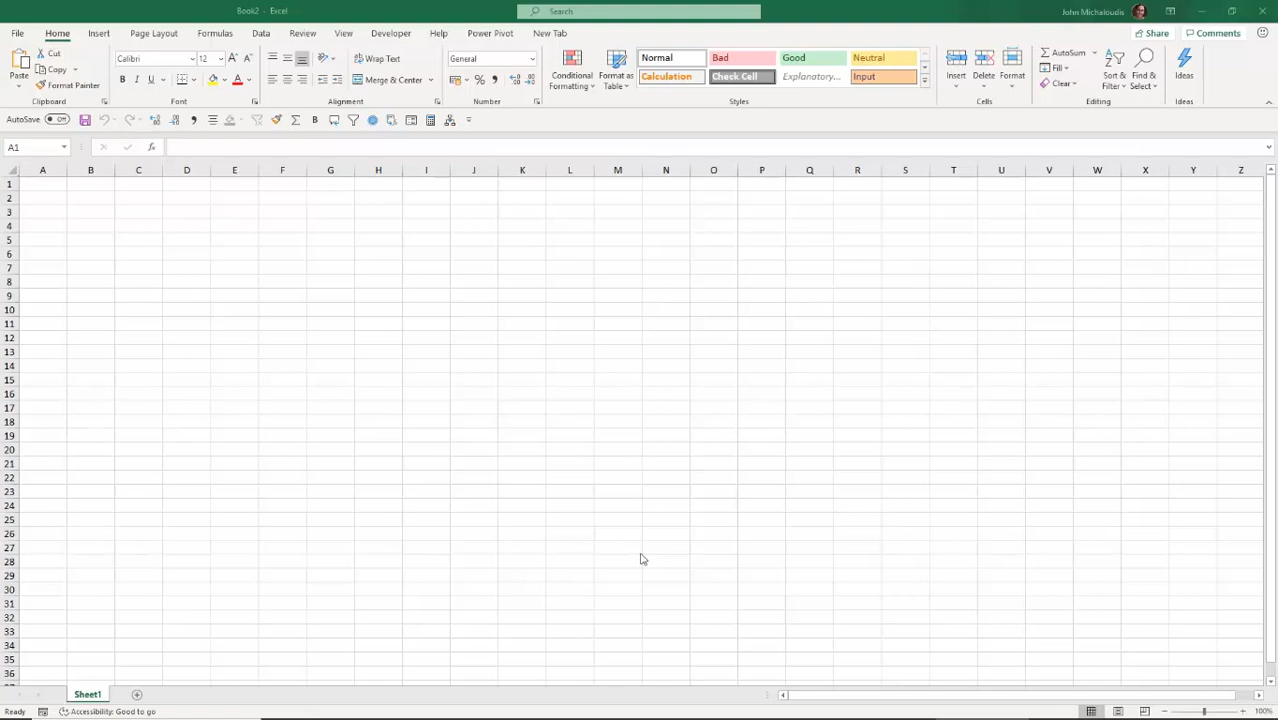 Book2 - Excel
Search
John Michaloudis
File Home Insert Page Layout Formulas Data Review View Developer Help Power Pivot New Tab
Share Comments
Paste
Cut
Copy
Format Painter
Clipboard
Calibri 12
B I U
Font
Wrap Text
Merge & Center
Alignment
General
Number
Conditional Formatting
Format as Table
Normal Bad Good Neutral
Calculation Check Cell Explanatory... Input
Styles
Insert Delete Format
Cells
AutoSum
Fill
Clear
Sort & Filter
Find & Select
Editing
Ideas
Ideas
AutoSave Off
A1
fx
A B C D E F G H I J K L M N O P Q R S T U V W X Y Z
1
2
3
4
5
6
7
8
9
10
11
12
13
14
15
16
17
18
19
20
21
22
23
24
25
26
27
28
29
30
31
32
33
34
35
36
Sheet1
Ready Accessibility: Good to go
100%